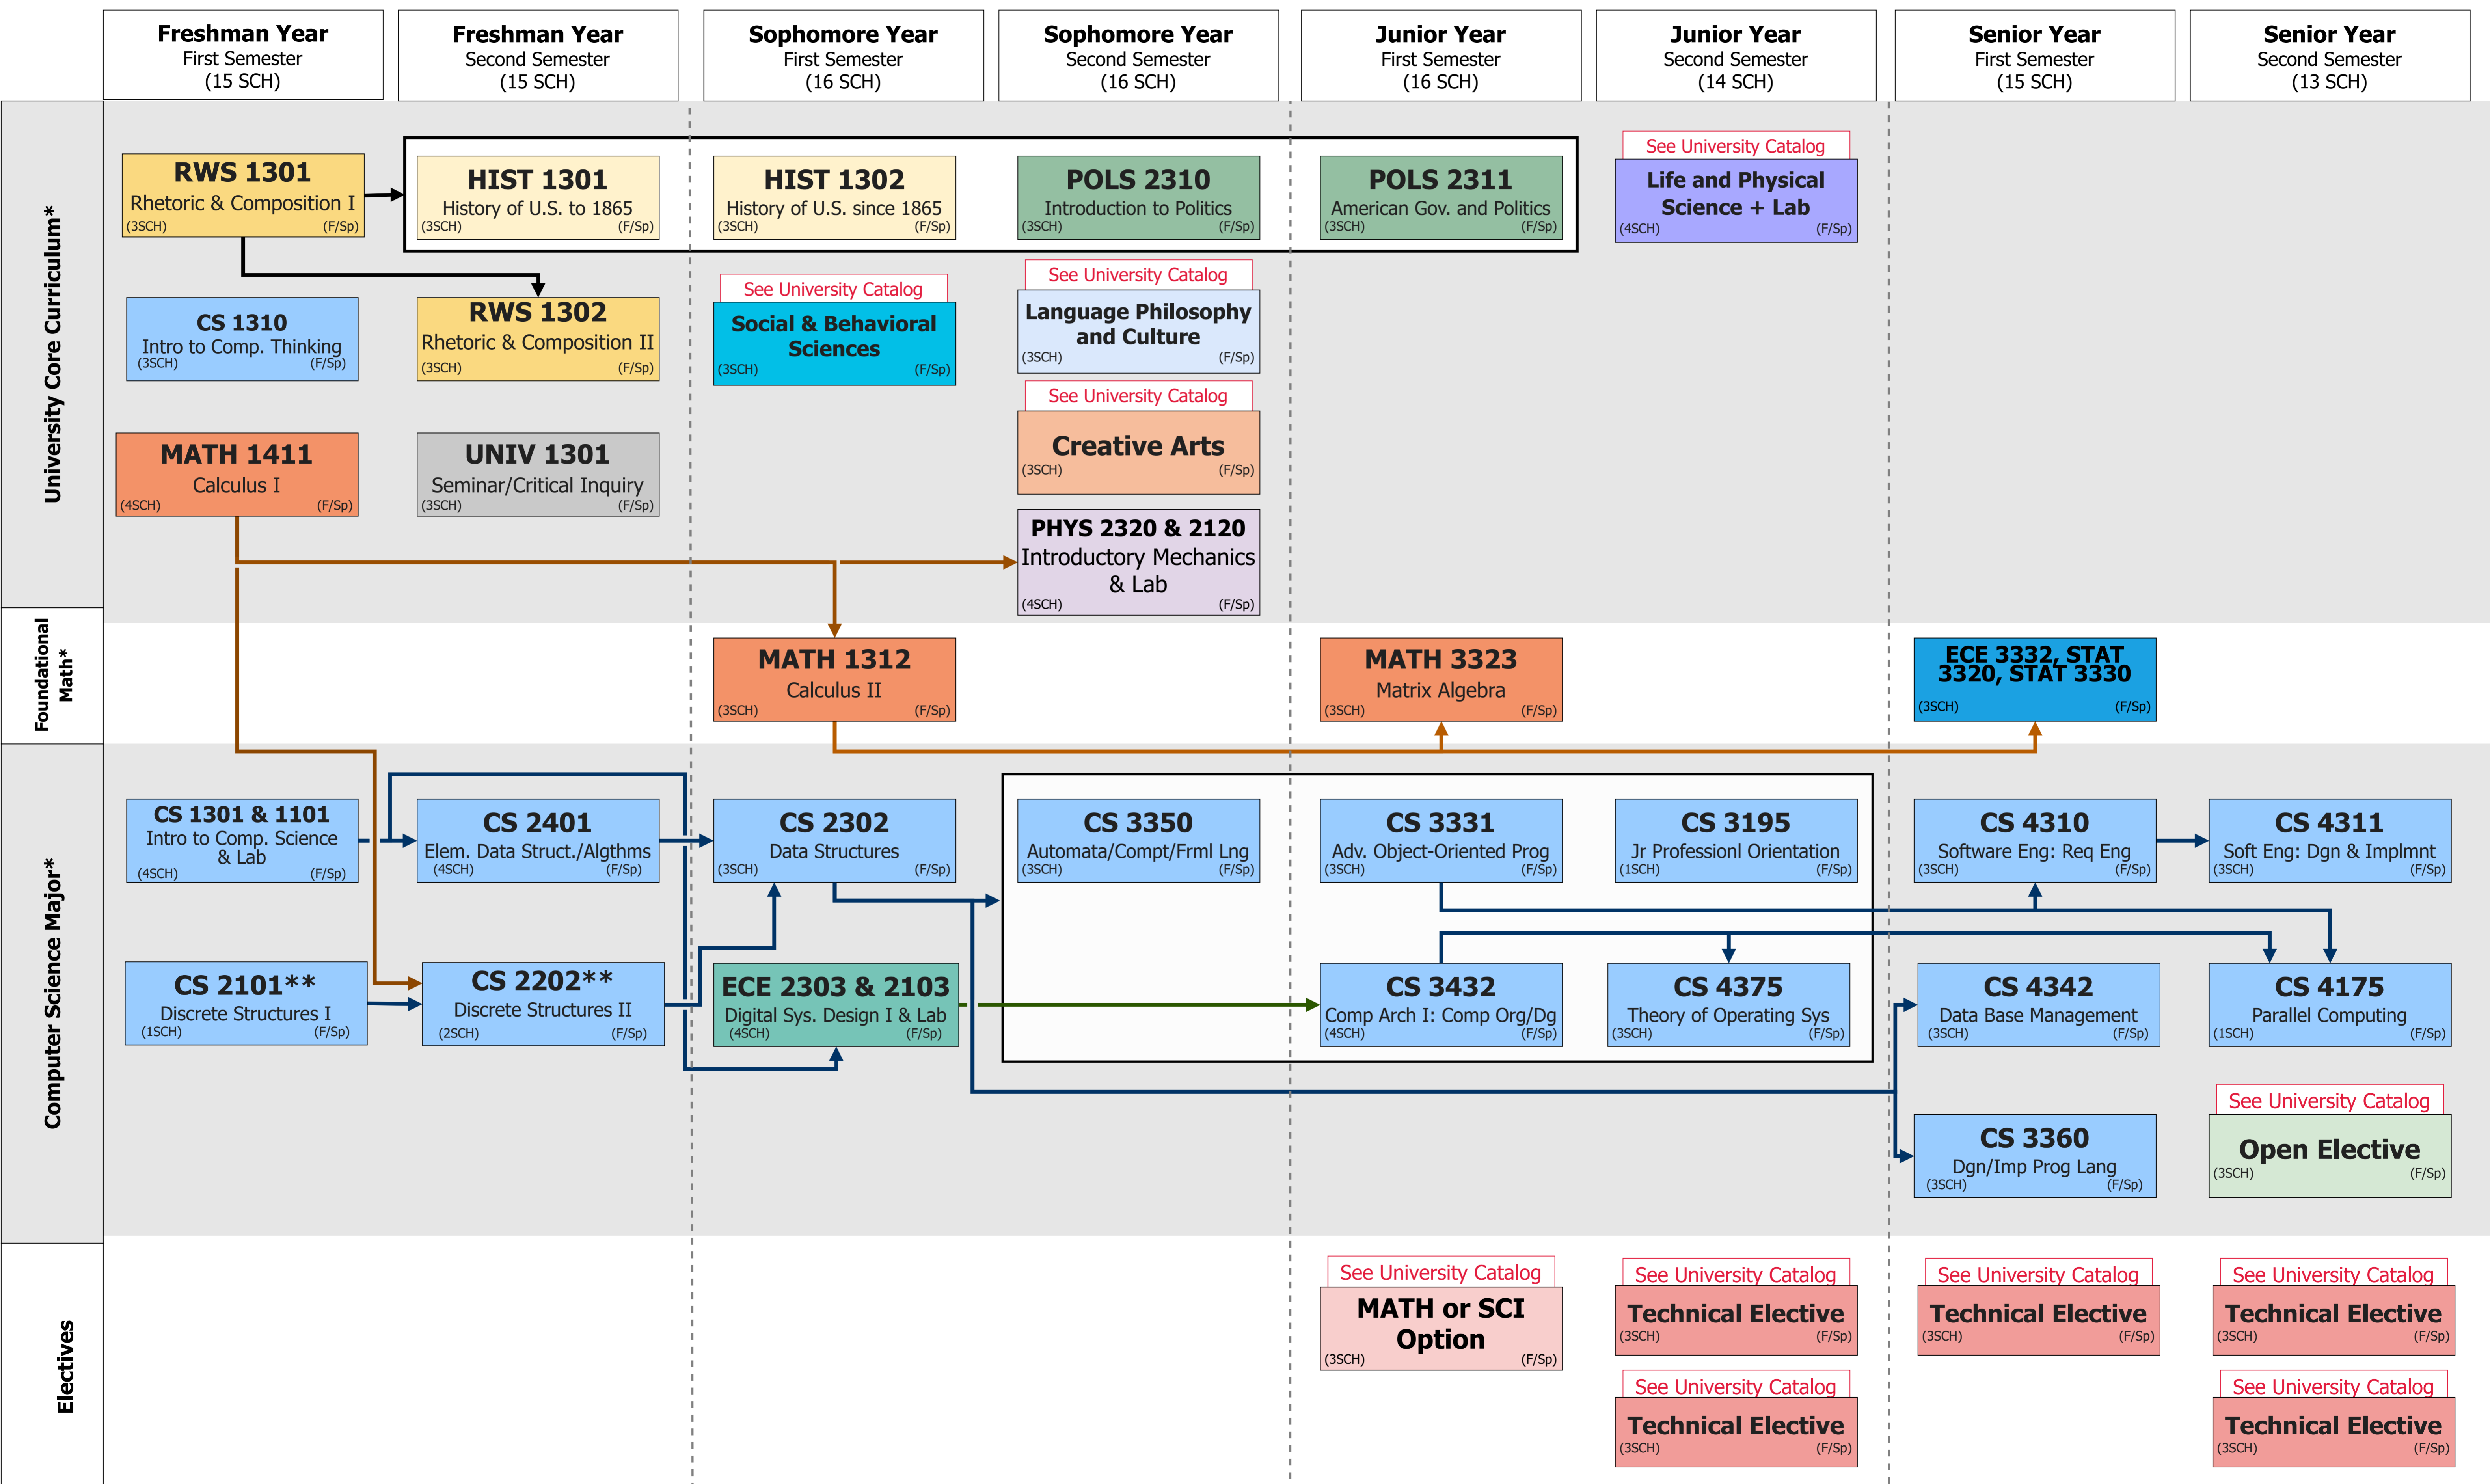 Freshman Year
First Semester
(15 SCH)
Freshman Year
Second Semester
(15 SCH)
Sophomore Year
First Semester
(16 SCH)
Sophomore Year
Second Semester
(16 SCH)
Junior Year
First Semester
(16 SCH)
Junior Year
Second Semester
(14 SCH)
Senior Year
First Semester
(15 SCH)
Senior Year
Second Semester
(13 SCH)
University Core Curriculum*
RWS 1301
Rhetoric & Composition I
(3SCH) (F/Sp)
HIST 1301
History of U.S. to 1865
(3SCH) (F/Sp)
HIST 1302
History of U.S. since 1865
(3SCH) (F/Sp)
POLS 2310
Introduction to Politics
(3SCH) (F/Sp)
POLS 2311
American Gov. and Politics
(3SCH) (F/Sp)
See University Catalog
Life and Physical
Science + Lab
(4SCH) (F/Sp)
CS 1310
Intro to Comp. Thinking
(3SCH) (F/Sp)
RWS 1302
Rhetoric & Composition II
(3SCH) (F/Sp)
See University Catalog
Social & Behavioral
Sciences
(3SCH) (F/Sp)
See University Catalog
Language Philosophy
and Culture
(3SCH) (F/Sp)
See University Catalog
Creative Arts
(3SCH) (F/Sp)
MATH 1411
Calculus I
(4SCH) (F/Sp)
UNIV 1301
Seminar/Critical Inquiry
(3SCH) (F/Sp)
PHYS 2320 & 2120
Introductory Mechanics
& Lab
(4SCH) (F/Sp)
Foundational
Math*
MATH 1312
Calculus II
(3SCH) (F/Sp)
MATH 3323
Matrix Algebra
(3SCH) (F/Sp)
ECE 3332, STAT
3320, STAT 3330
(3SCH) (F/Sp)
Computer Science Major*
CS 1301 & 1101
Intro to Comp. Science
& Lab
(4SCH) (F/Sp)
CS 2401
Elem. Data Struct./Algthms
(4SCH) (F/Sp)
CS 2302
Data Structures
(3SCH) (F/Sp)
CS 3350
Automata/Compt/Frml Lng
(3SCH) (F/Sp)
CS 3331
Adv. Object-Oriented Prog
(3SCH) (F/Sp)
CS 3195
Jr Professionl Orientation
(1SCH) (F/Sp)
CS 4310
Software Eng: Req Eng
(3SCH) (F/Sp)
CS 4311
Soft Eng: Dgn & Implmnt
(3SCH) (F/Sp)
CS 2101**
Discrete Structures I
(1SCH) (F/Sp)
CS 2202**
Discrete Structures II
(2SCH) (F/Sp)
ECE 2303 & 2103
Digital Sys. Design I & Lab
(4SCH) (F/Sp)
CS 3432
Comp Arch I: Comp Org/Dg
(4SCH) (F/Sp)
CS 4375
Theory of Operating Sys
(3SCH) (F/Sp)
CS 4342
Data Base Management
(3SCH) (F/Sp)
CS 4175
Parallel Computing
(1SCH) (F/Sp)
CS 3360
Dgn/Imp Prog Lang
(3SCH) (F/Sp)
See University Catalog
Open Elective
(3SCH) (F/Sp)
Electives
See University Catalog
MATH or SCI
Option
(3SCH) (F/Sp)
See University Catalog
Technical Elective
(3SCH) (F/Sp)
See University Catalog
Technical Elective
(3SCH) (F/Sp)
See University Catalog
Technical Elective
(3SCH) (F/Sp)
See University Catalog
Technical Elective
(3SCH) (F/Sp)
See University Catalog
Technical Elective
(3SCH) (F/Sp)